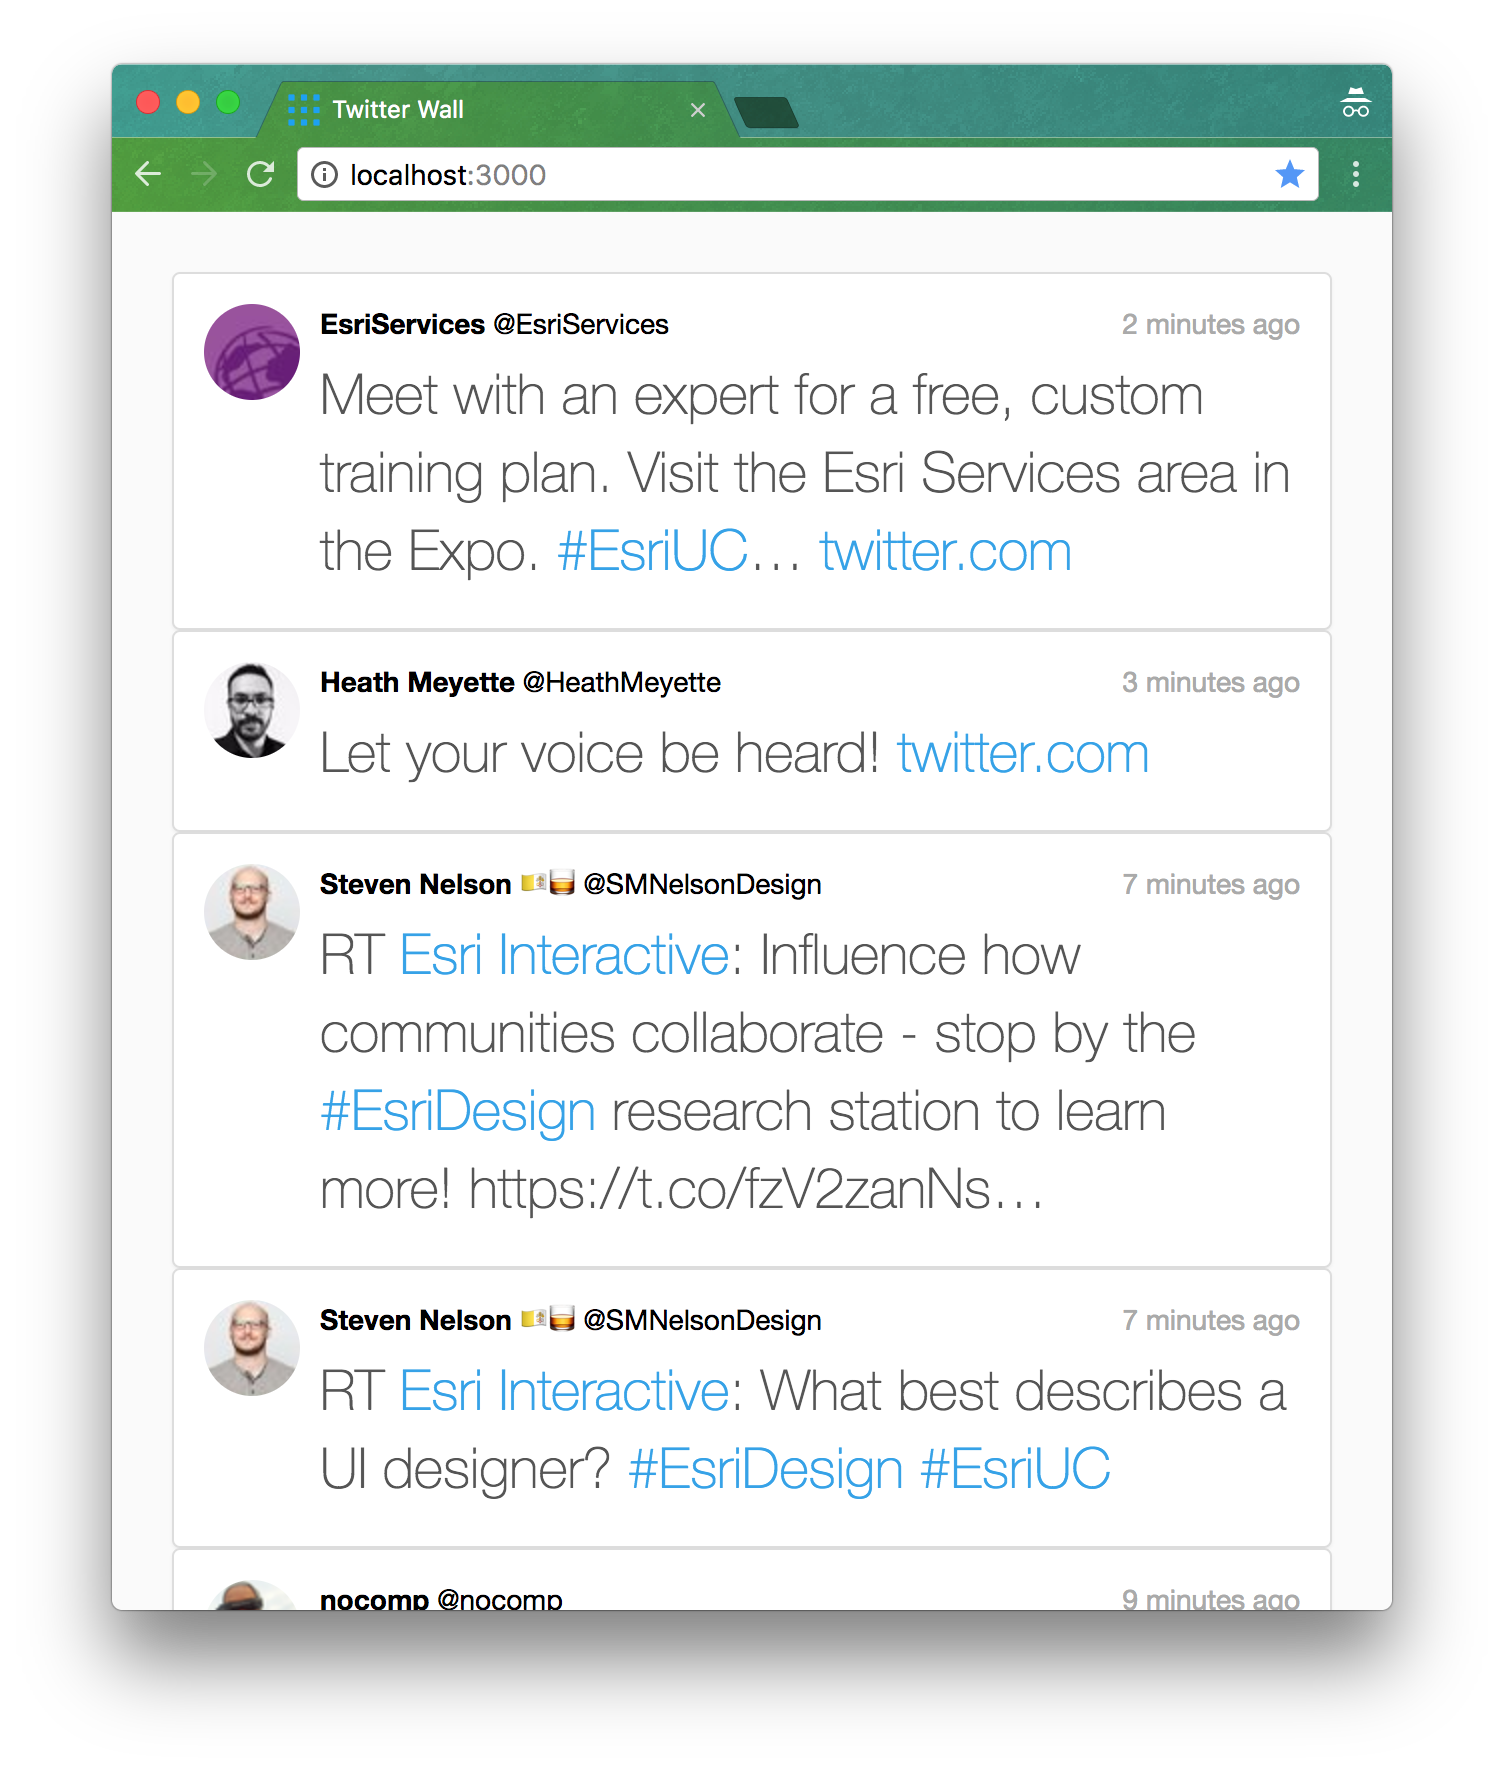 Twitter Wall
localhost:3000
EsriServices @EsriServices 2 minutes ago
Meet with an expert for a free, custom
training plan. Visit the Esri Services area in
the Expo. #EsriUC… twitter.com
Heath Meyette @HeathMeyette 3 minutes ago
Let your voice be heard! twitter.com
Steven Nelson 🇻🇦🥃 @SMNelsonDesign 7 minutes ago
RT Esri Interactive: Influence how
communities collaborate - stop by the
#EsriDesign research station to learn
more! https://t.co/fzV2zanNs…
Steven Nelson 🇻🇦🥃 @SMNelsonDesign 7 minutes ago
RT Esri Interactive: What best describes a
UI designer? #EsriDesign #EsriUC
nocomp @nocomp 9 minutes ago